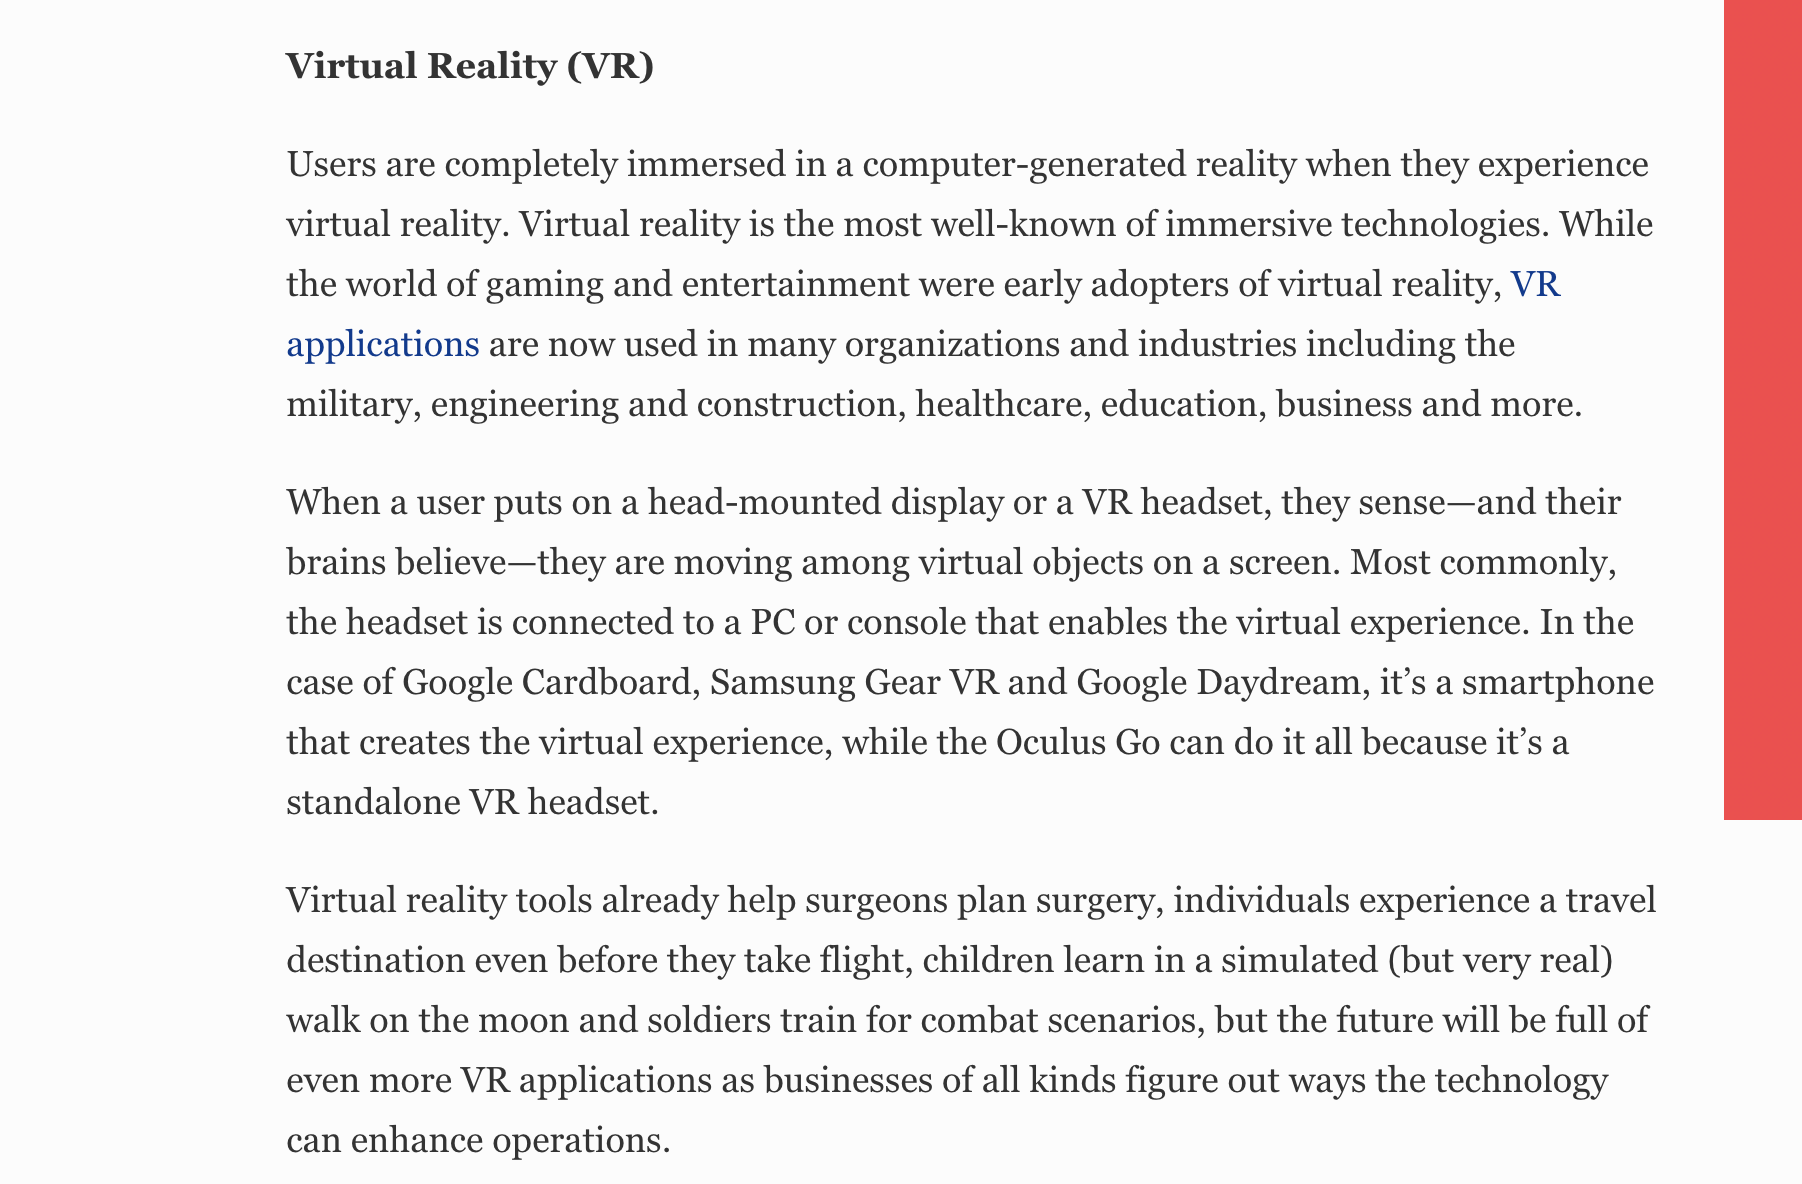 Virtual Reality (VR)
Users are completely immersed in a computer-generated reality when they experience
virtual reality. Virtual reality is the most well-known of immersive technologies. While
the world of gaming and entertainment were early adopters of virtual reality, VR
applications are now used in many organizations and industries including the
military, engineering and construction, healthcare, education, business and more.
When a user puts on a head-mounted display or a VR headset, they sense—and their
brains believe—they are moving among virtual objects on a screen. Most commonly,
the headset is connected to a PC or console that enables the virtual experience. In the
case of Google Cardboard, Samsung Gear VR and Google Daydream, it’s a smartphone
that creates the virtual experience, while the Oculus Go can do it all because it’s a
standalone VR headset.
Virtual reality tools already help surgeons plan surgery, individuals experience a travel
destination even before they take flight, children learn in a simulated (but very real)
walk on the moon and soldiers train for combat scenarios, but the future will be full of
even more VR applications as businesses of all kinds figure out ways the technology
can enhance operations.